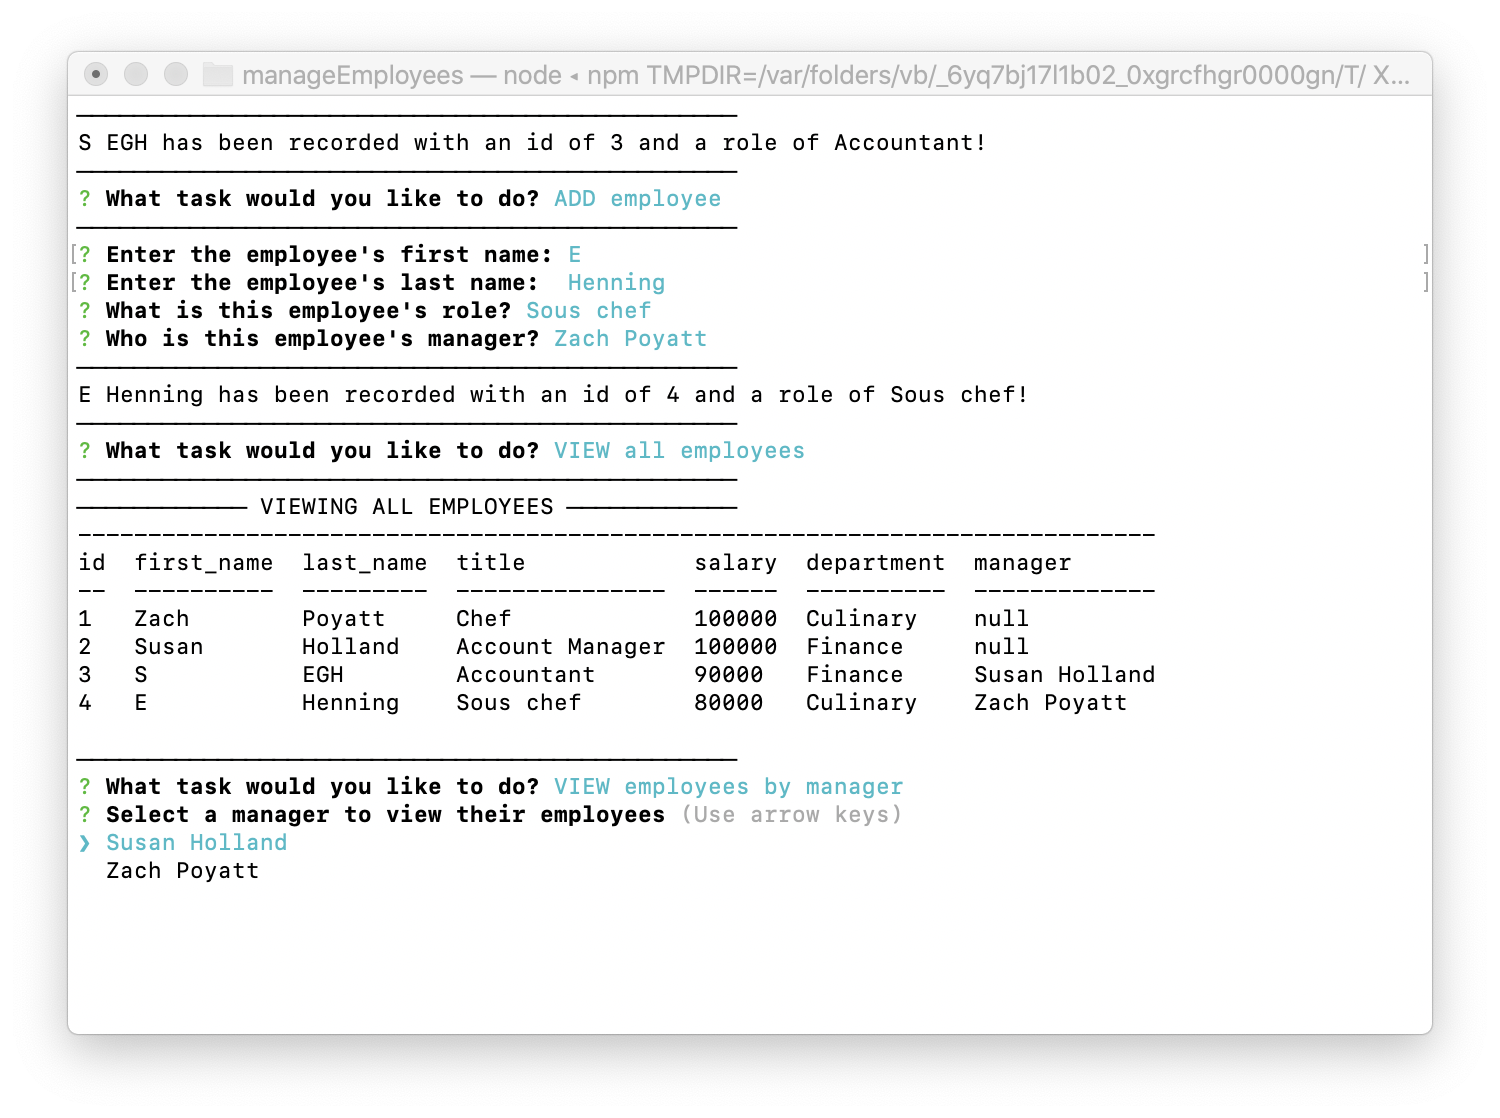 manageEmployees — node ◂ npm TMPDIR=/var/folders/vb/_6yq7bj17l1b02_0xgrcfhgr0000gn/T/ X...
S EGH has been recorded with an id of 3 and a role of Accountant!
? What task would you like to do? ADD employee
[? Enter the employee's first name: E ]
[? Enter the employee's last name:  Henning ]
? What is this employee's role? Sous chef
? Who is this employee's manager? Zach Poyatt
E Henning has been recorded with an id of 4 and a role of Sous chef!
? What task would you like to do? VIEW all employees
———————————— VIEWING ALL EMPLOYEES ————————————
id  first_name  last_name  title            salary  department  manager
--  ----------  ---------  ---------------  ------  ----------  -------------
1   Zach        Poyatt     Chef             100000  Culinary    null
2   Susan       Holland    Account Manager  100000  Finance     null
3   S           EGH        Accountant       90000   Finance     Susan Holland
4   E           Henning    Sous chef        80000   Culinary    Zach Poyatt
? What task would you like to do? VIEW employees by manager
? Select a manager to view their employees (Use arrow keys)
❯ Susan Holland
  Zach Poyatt